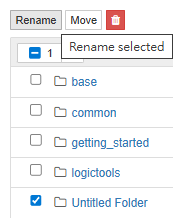 Rename Move
Rename selected
1
base
common
getting_started
logictools
Untitled Folder